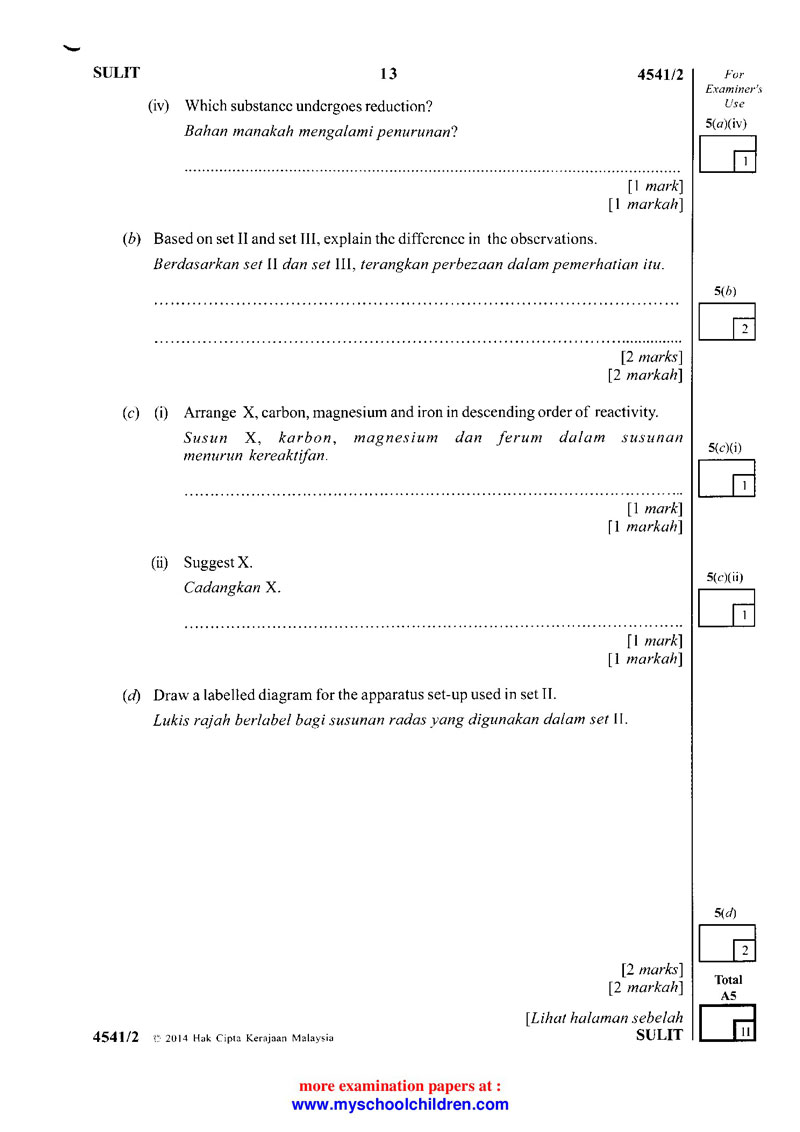 SULIT 13 4541/2 For
Examiner's
Use
(iv) Which substance undergoes reduction? 5(a)(iv)
Bahan manakah mengalami penurunan?
1
[1 mark]
[1 markah]
(b) Based on set II and set III, explain the difference in the observations.
Berdasarkan set II dan set III, terangkan perbezaan dalam pemerhatian itu.
5(b)
2
[2 marks]
[2 markah]
(c) (i) Arrange X, carbon, magnesium and iron in descending order of reactivity.
Susun X, karbon, magnesium dan ferum dalam susunan
menurun kereaktifan.
5(c)(i)
1
[1 mark]
[1 markah]
(ii) Suggest X.
Cadangkan X.
5(c)(ii)
1
[1 mark]
[1 markah]
(d) Draw a labelled diagram for the apparatus set-up used in set II.
Lukis rajah berlabel bagi susunan radas yang digunakan dalam set II.
5(d)
2
[2 marks]
[2 markah]
Total
A5
[Lihat halaman sebelah
4541/2 © 2014 Hak Cipta Kerajaan Malaysia SULIT 11
more examination papers at :
www.myschoolchildren.com